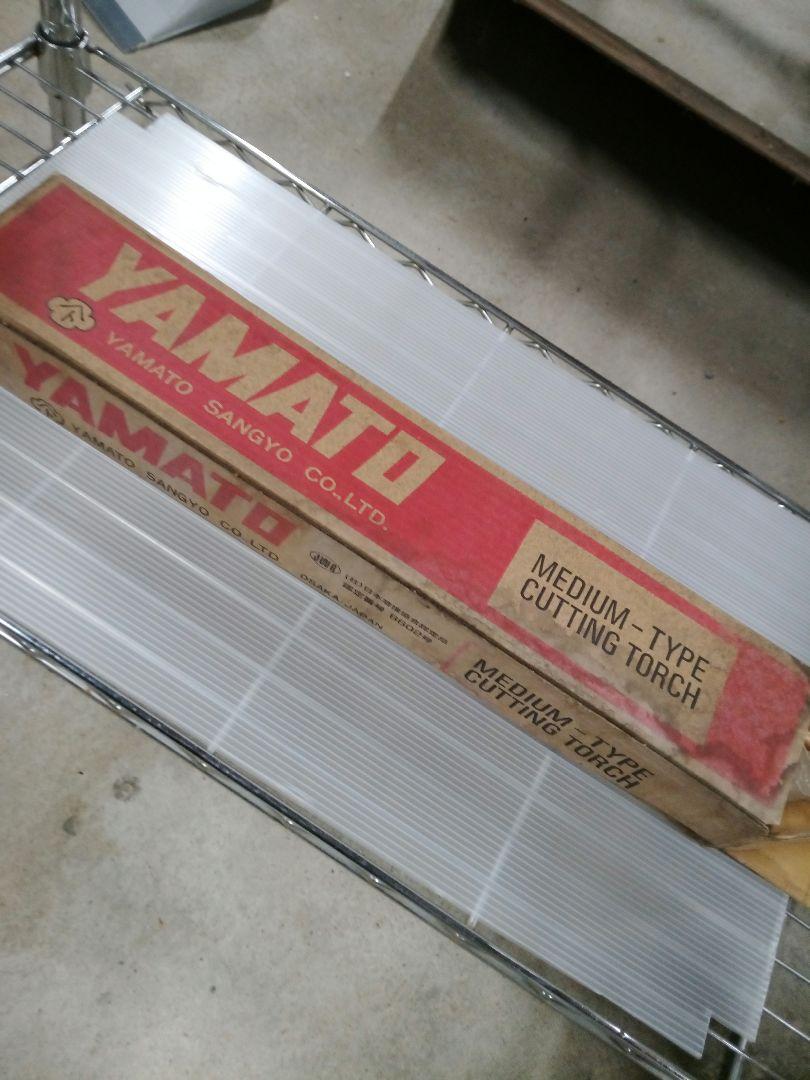 YAMATO
YAMATO SANGYO CO.,LTD.
MEDIUM-TYPE
CUTTING TORCH
YAMATO
YAMATO SANGYO CO.,LTD
OSAKA JAPAN
MEDIUM-TYPE
CUTTING TORCH